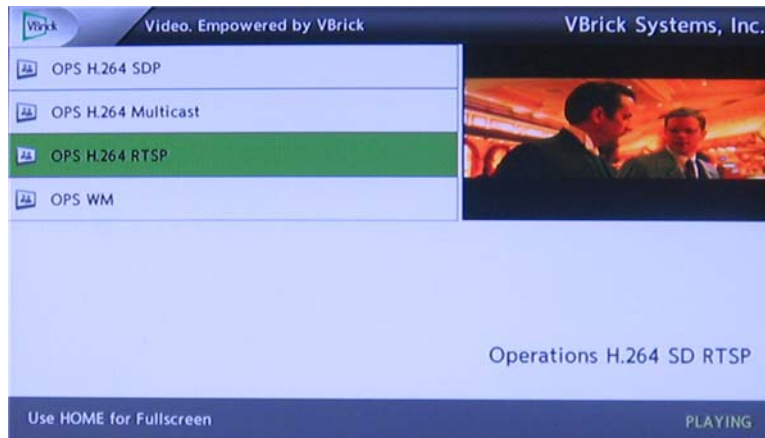 VBrick
Video. Empowered by VBrick
VBrick Systems, Inc.
OPS H.264 SDP
OPS H.264 Multicast
OPS H.264 RTSP
OPS WM
Operations H.264 SD RTSP
Use HOME for Fullscreen
PLAYING